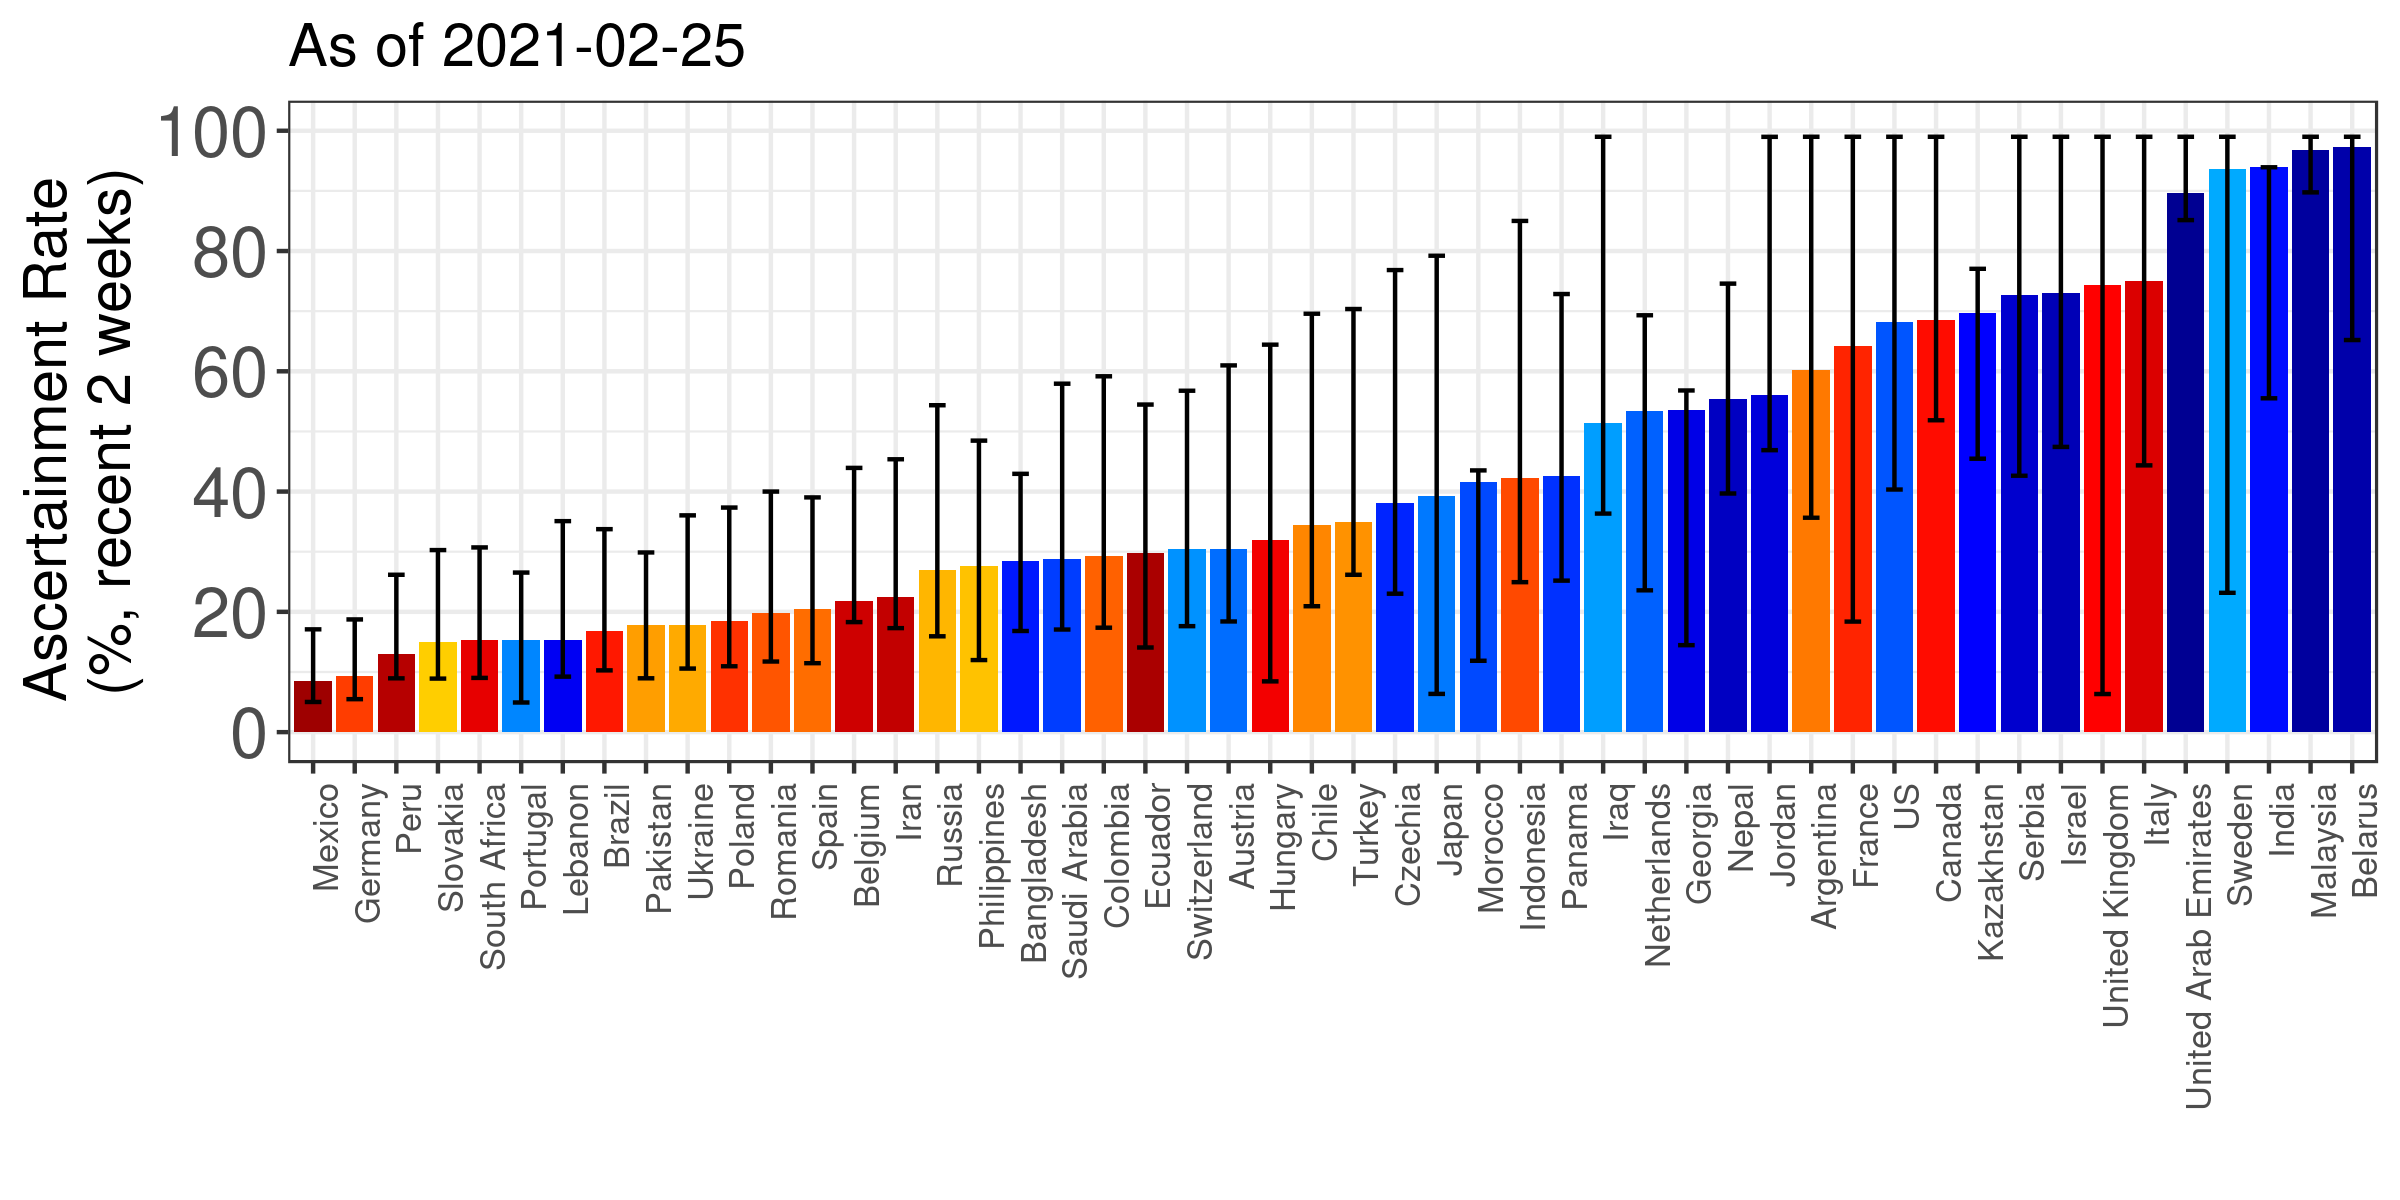 As of 2021-02-25
Ascertainment Rate
(%, recent 2 weeks)
100
80
60
40
20
0
Mexico
Germany
Peru
Slovakia
South Africa
Portugal
Lebanon
Brazil
Pakistan
Ukraine
Poland
Romania
Spain
Belgium
Iran
Russia
Philippines
Bangladesh
Saudi Arabia
Colombia
Ecuador
Switzerland
Austria
Hungary
Chile
Turkey
Czechia
Japan
Morocco
Indonesia
Panama
Iraq
Netherlands
Georgia
Nepal
Jordan
Argentina
France
US
Canada
Kazakhstan
Serbia
Israel
United Kingdom
Italy
United Arab Emirates
Sweden
India
Malaysia
Belarus